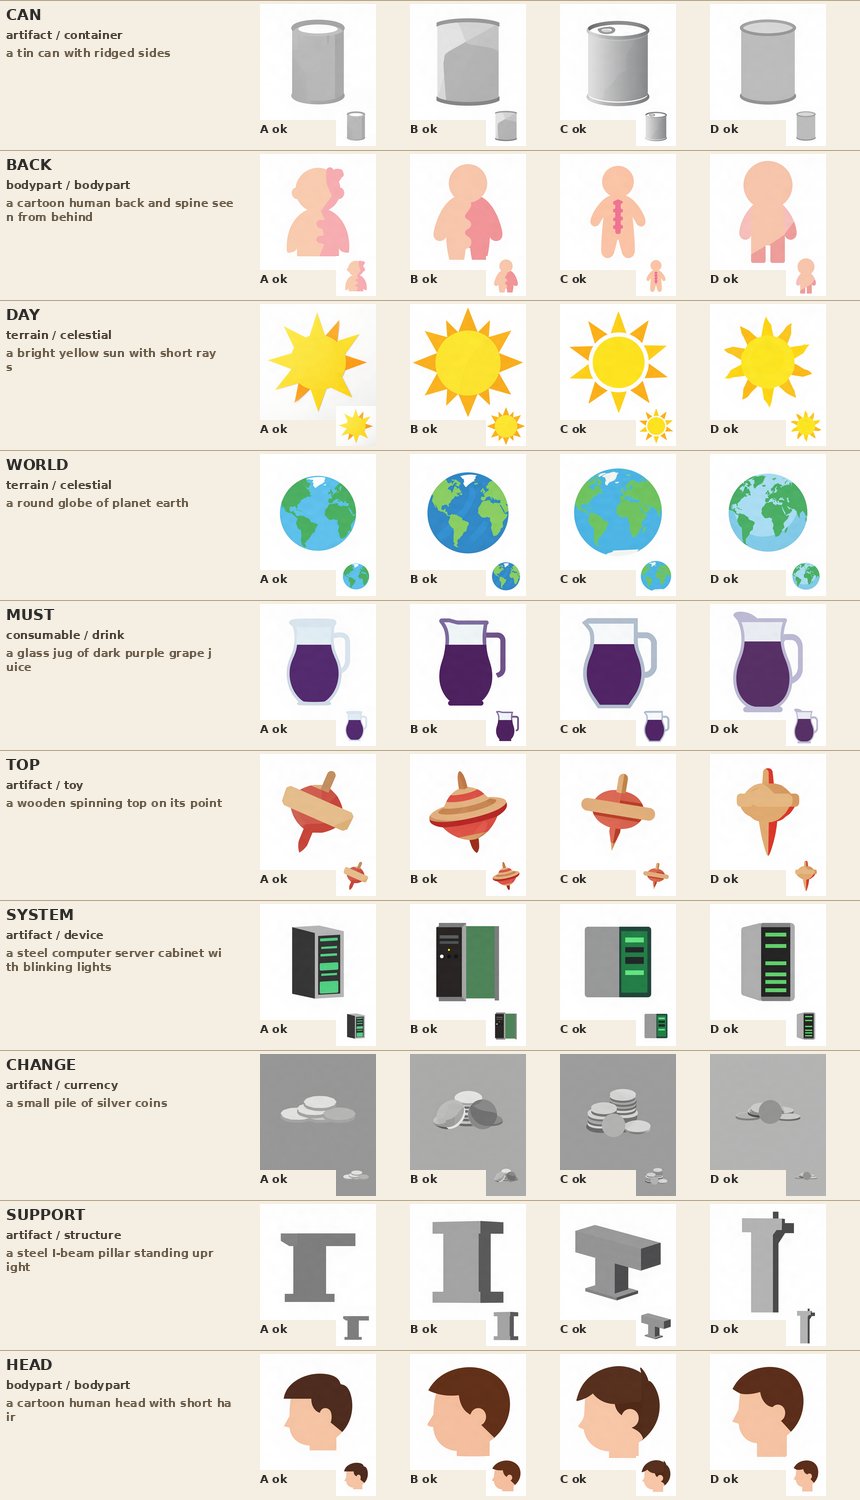 CAN
artifact / container
a tin can with ridged sides
A ok
B ok
C ok
D ok
BACK
bodypart / bodypart
a cartoon human back and spine see
n from behind
A ok
B ok
C ok
D ok
DAY
terrain / celestial
a bright yellow sun with short ray
s
A ok
B ok
C ok
D ok
WORLD
terrain / celestial
a round globe of planet earth
A ok
B ok
C ok
D ok
MUST
consumable / drink
a glass jug of dark purple grape j
uice
A ok
B ok
C ok
D ok
TOP
artifact / toy
a wooden spinning top on its point
A ok
B ok
C ok
D ok
SYSTEM
artifact / device
a steel computer server cabinet wi
th blinking lights
A ok
B ok
C ok
D ok
CHANGE
artifact / currency
a small pile of silver coins
A ok
B ok
C ok
D ok
SUPPORT
artifact / structure
a steel I-beam pillar standing upr
ight
A ok
B ok
C ok
D ok
HEAD
bodypart / bodypart
a cartoon human head with short ha
ir
A ok
B ok
C ok
D ok